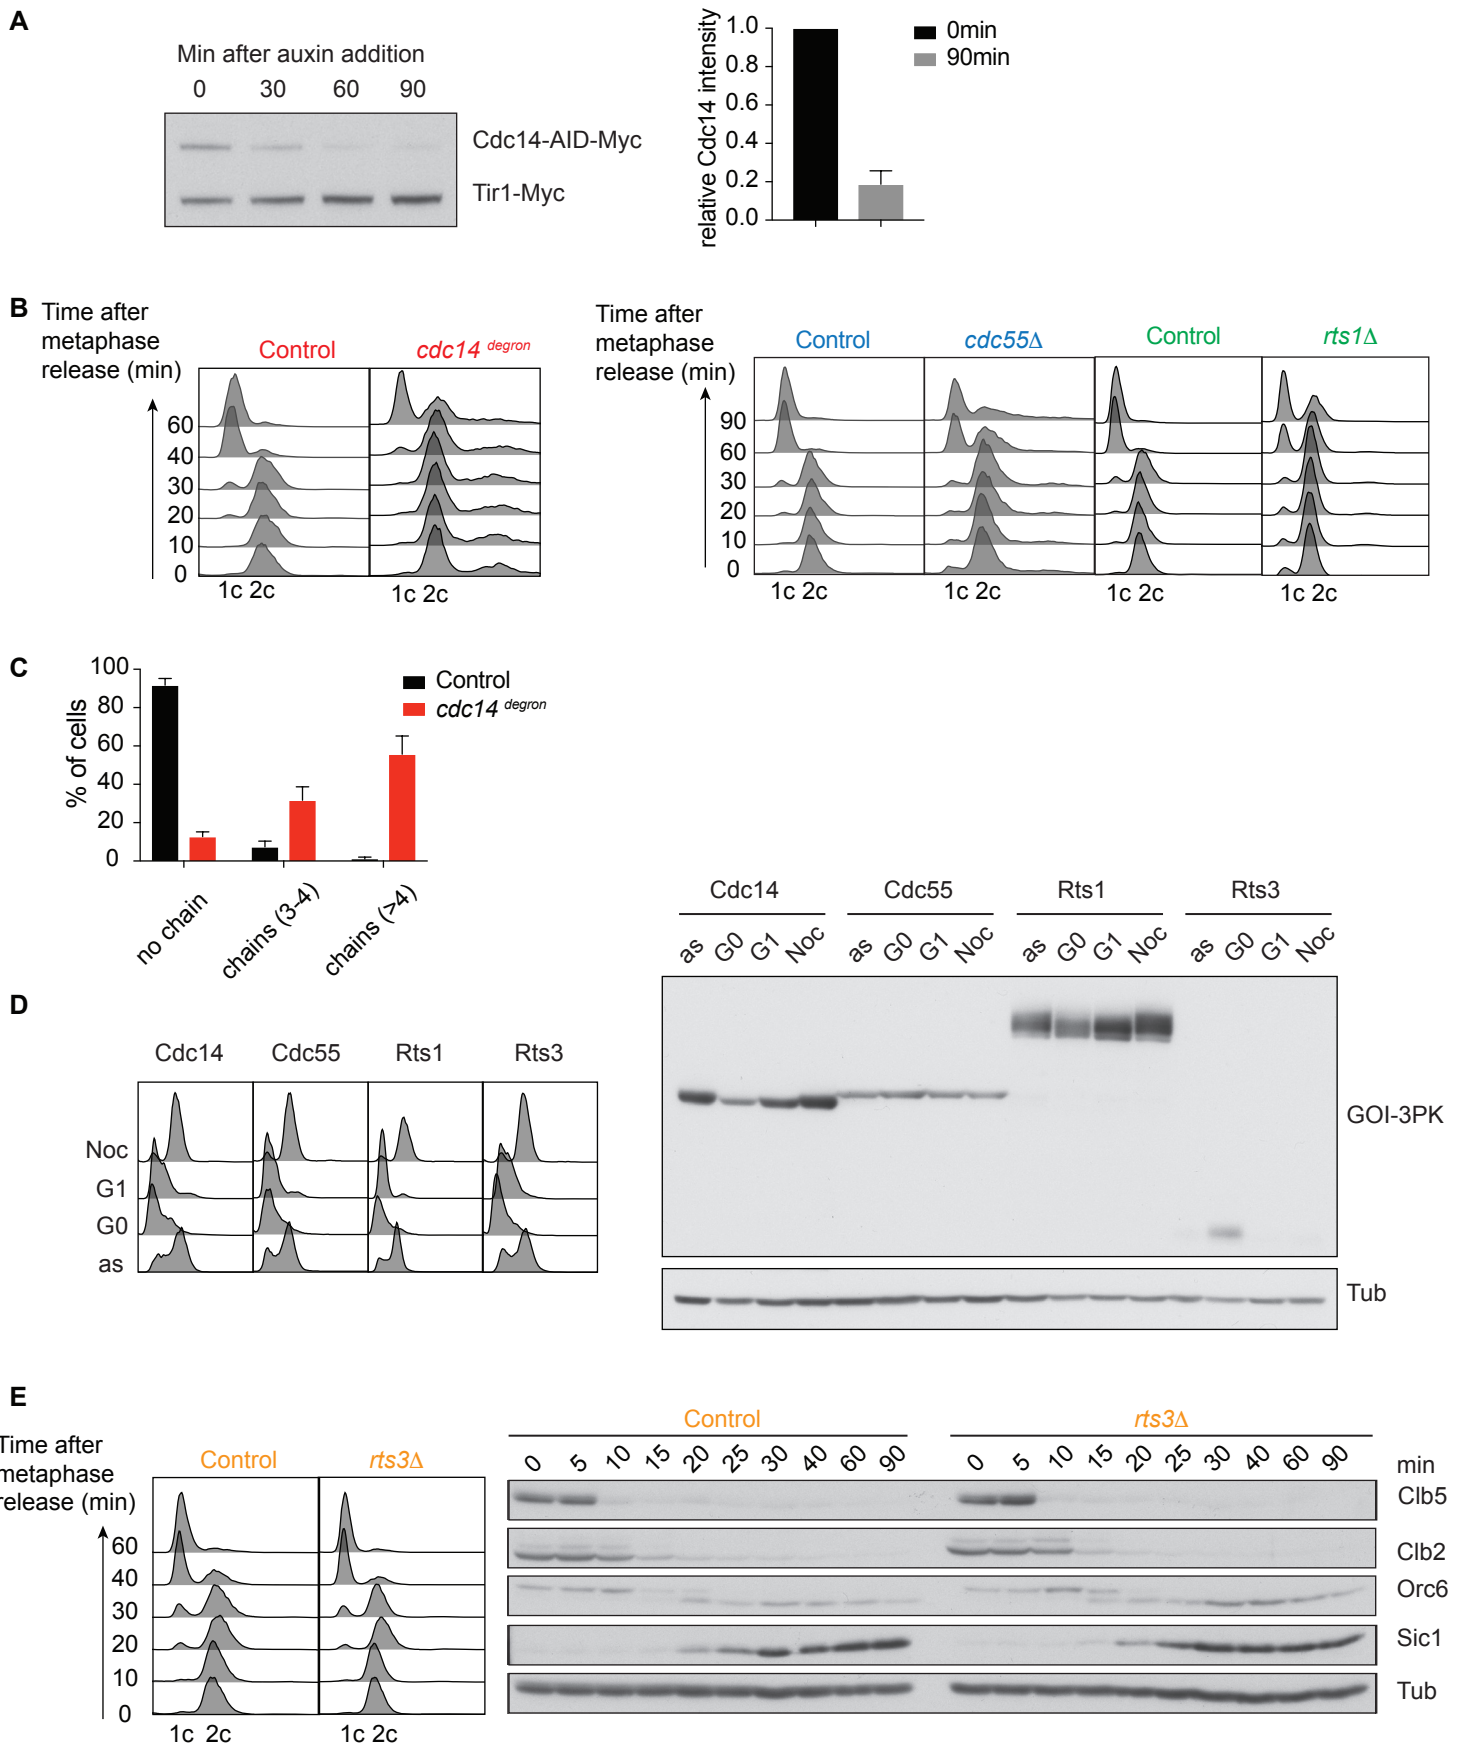 A
Min after auxin addition
0 30 60 90
Cdc14-AID-Myc
Tir1-Myc
relative Cdc14 intensity
1.0
0.8
0.6
0.4
0.2
0.0
0min
90min
B
Time after
metaphase
release (min)
Control
cdc14 degron
60
40
30
20
10
0
1c 2c 1c 2c
Time after
metaphase
release (min)
Control cdc55Δ Control rts1Δ
90
60
30
20
10
0
1c 2c 1c 2c 1c 2c 1c 2c
C
% of cells
100
80
60
40
20
0
Control
cdc14 degron
no chain
chains (3-4)
chains (>4)
D
Cdc14 Cdc55 Rts1 Rts3
Noc
G1
G0
as
Cdc14 Cdc55 Rts1 Rts3
as G0 G1 Noc as G0 G1 Noc as G0 G1 Noc as G0 G1 Noc
GOI-3PK
Tub
E
Time after
metaphase
release (min)
Control rts3Δ
60
40
30
20
10
0
1c 2c 1c 2c
Control rts3Δ
0 5 10 15 20 25 30 40 60 90 0 5 10 15 20 25 30 40 60 90 min
Clb5
Clb2
Orc6
Sic1
Tub